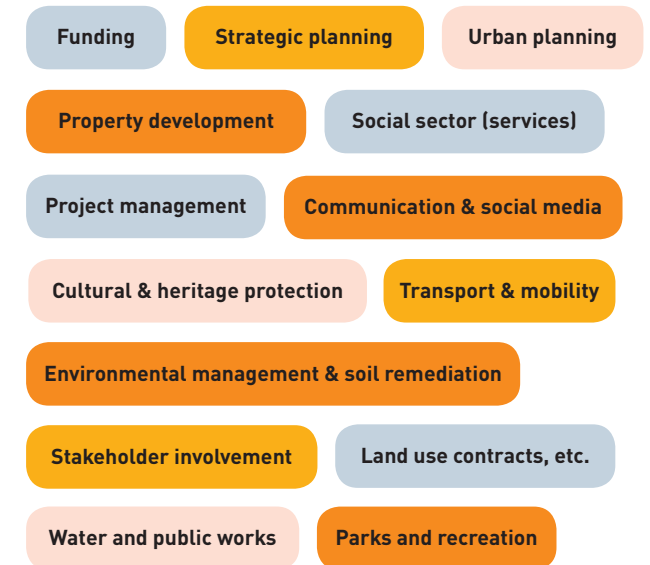 Funding Strategic planning Urban planning
Property development Social sector (services)
Project management Communication & social media
Cultural & heritage protection Transport & mobility
Environmental management & soil remediation
Stakeholder involvement Land use contracts, etc.
Water and public works Parks and recreation